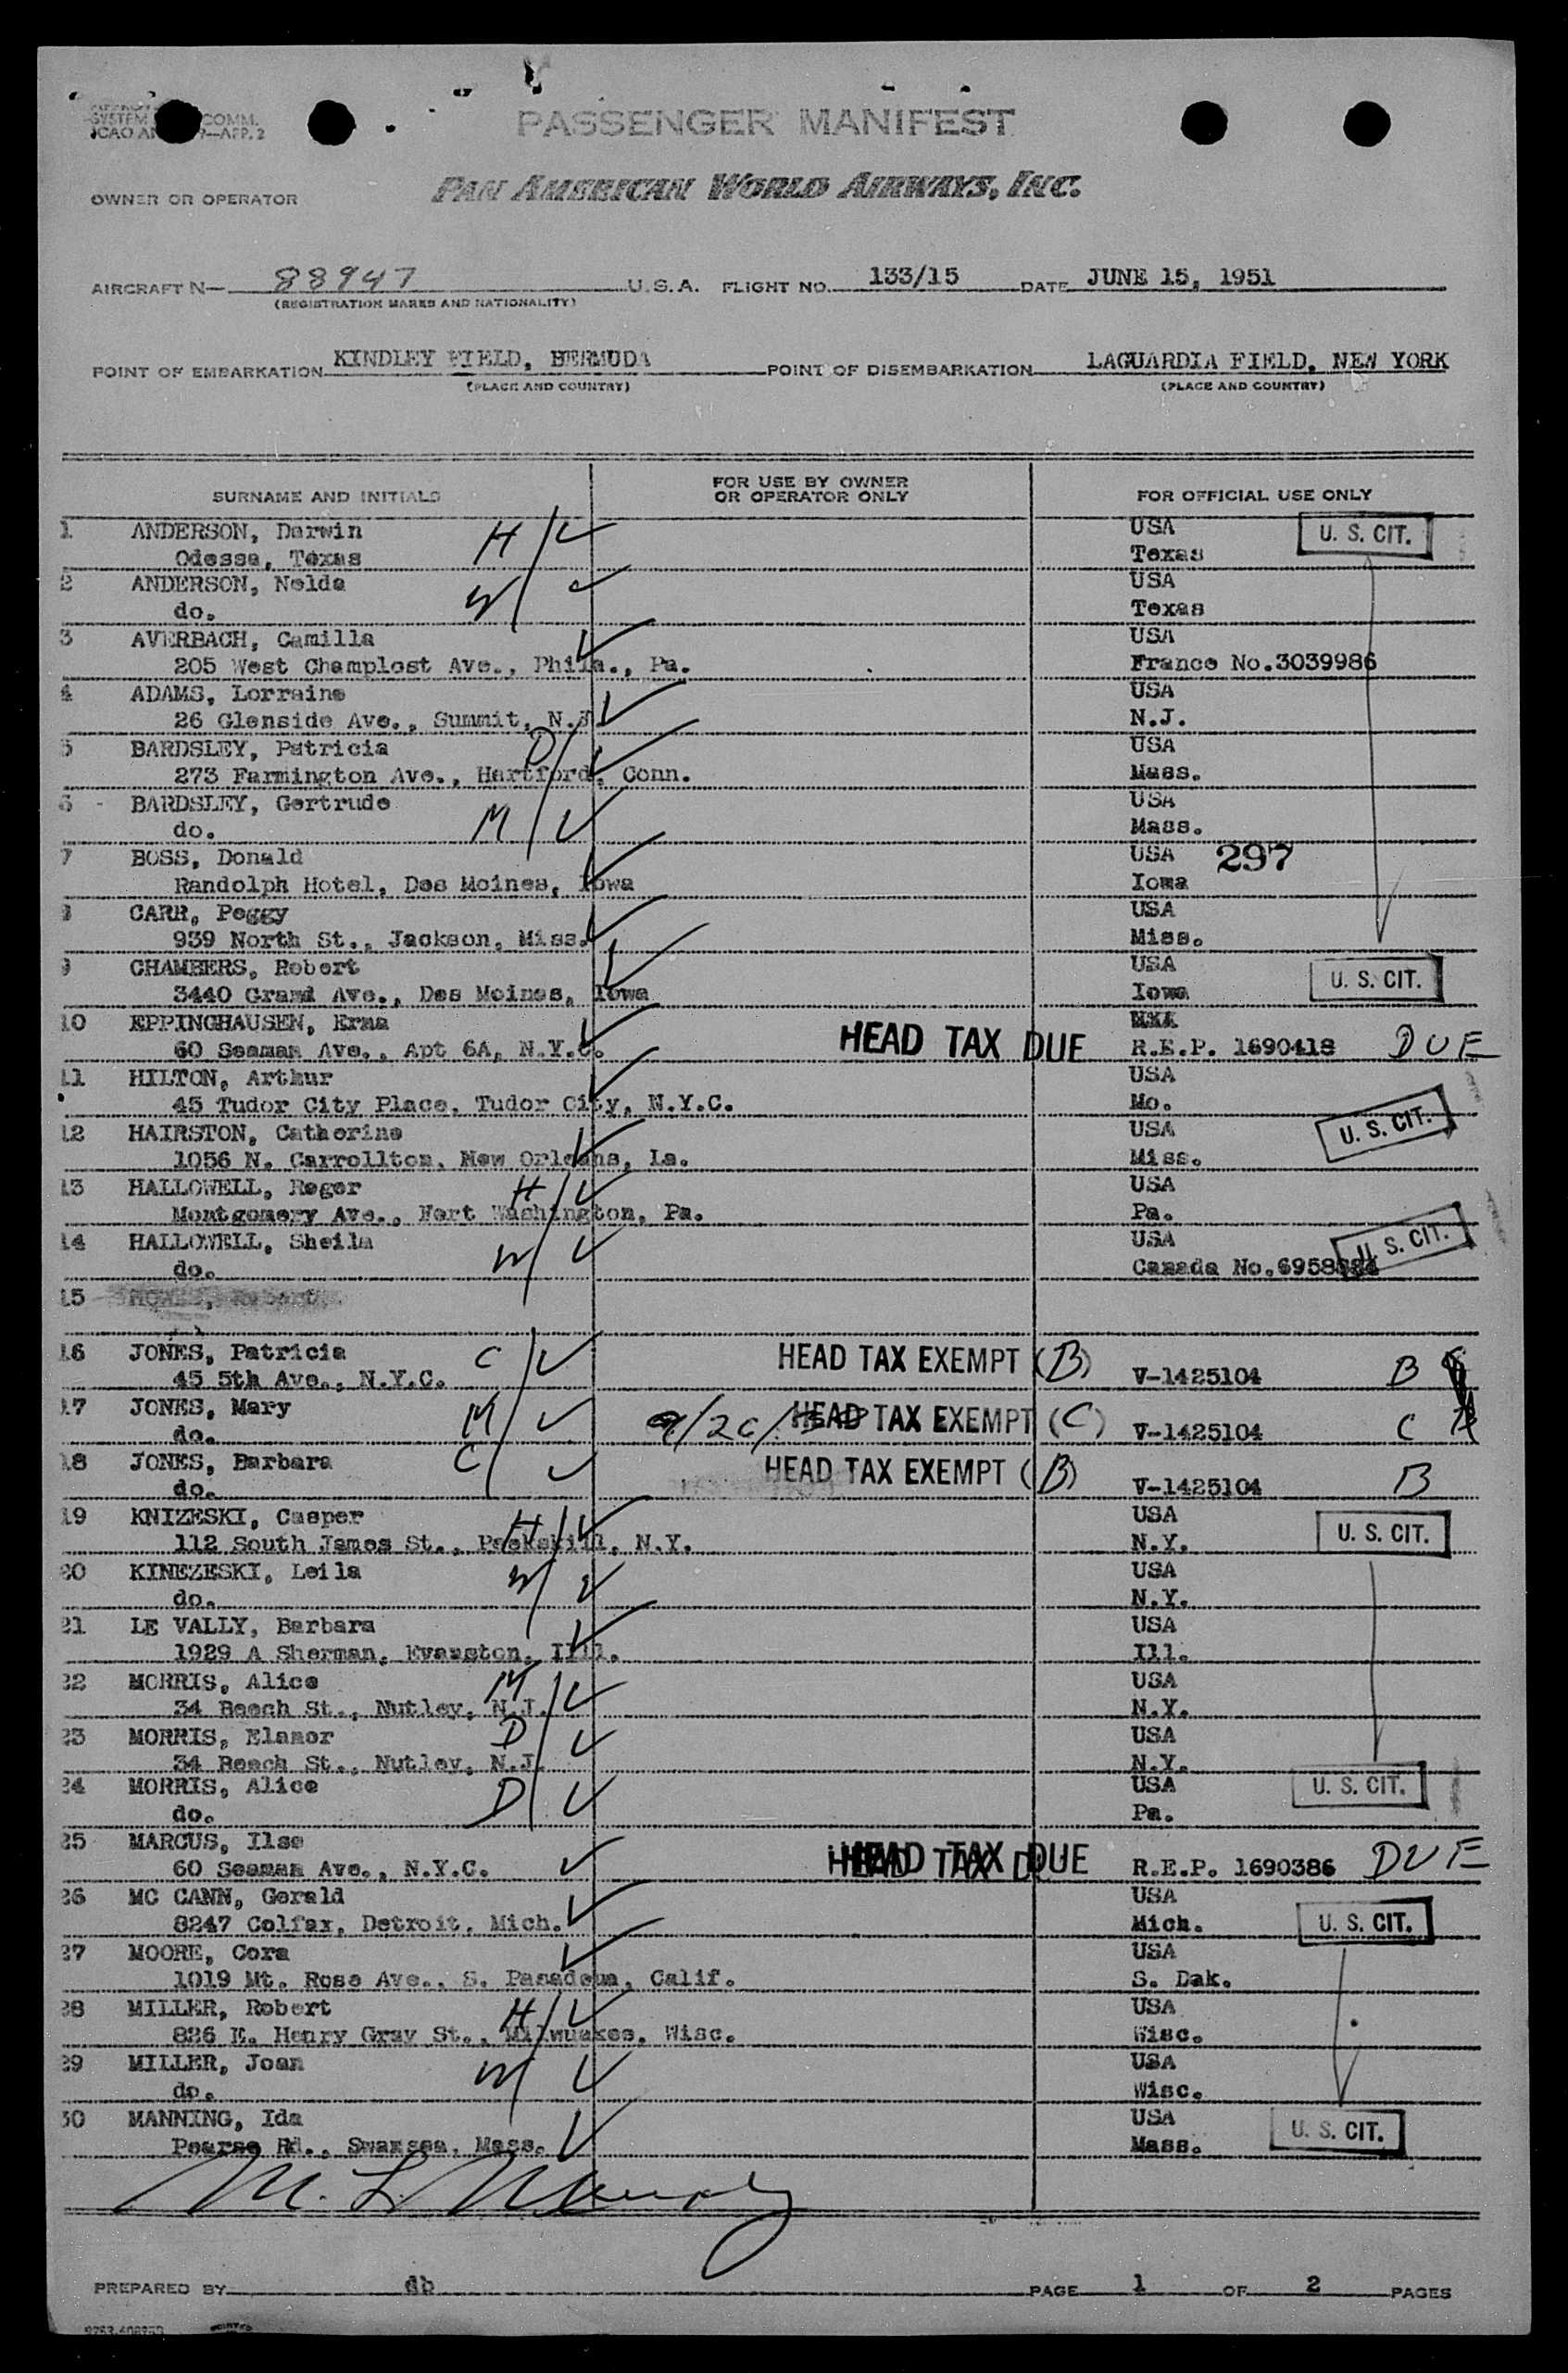 SYSTEM COMM.
ICAO AN 9—APP. 2
PASSENGER MANIFEST
OWNER OR OPERATOR PAN AMERICAN WORLD AIRWAYS, INC.
AIRCRAFT N— 88947 U.S.A. FLIGHT NO. 133/15 DATE JUNE 15, 1951
(REGISTRATION MARKS AND NATIONALITY)
POINT OF EMBARKATION KINDLEY FIELD, BERMUDA POINT OF DISEMBARKATION LAGUARDIA FIELD, NEW YORK
(PLACE AND COUNTRY) (PLACE AND COUNTRY)
SURNAME AND INITIALS FOR USE BY OWNER OR OPERATOR ONLY FOR OFFICIAL USE ONLY
1 ANDERSON, Darwin H USA U. S. CIT.
Odessa, Texas Texas
2 ANDERSON, Nelda W USA
do. Texas
3 AVERBACH, Camilla USA
205 West Champlost Ave., Phila., Pa. France No.3039986
4 ADAMS, Lorraine USA
26 Glenside Ave., Summit, N.J. N.J.
5 BARDSLEY, Patricia D USA
273 Farmington Ave., Hartford, Conn. Mass.
6 - BARDSLEY, Gertrude USA
do. M Mass.
7 BOSS, Donald USA 297
Randolph Hotel, Des Moines, Iowa Iowa
8 CARR, Peggy USA
939 North St., Jackson, Miss. Miss.
9 CHAMBERS, Robert USA U. S. CIT.
3440 Grand Ave., Des Moines, Iowa Iowa
10 EPPINGHAUSEN, Erna
60 Seaman Ave., Apt 6A, N.Y.C. HEAD TAX DUE R.E.P. 1690418 DUE
11 HILTON, Arthur USA
45 Tudor City Place, Tudor City, N.Y.C. Mo.
12 HAIRSTON, Catherine USA U. S. CIT.
1056 N. Carrollton, New Orleans, La. Miss.
13 HALLOWELL, Roger H USA
Montgomery Ave., Fort Washington, Pa. Pa.
14 HALLOWELL, Sheila W USA U. S. CIT.
do. Canada
15
16 JONES, Patricia C HEAD TAX EXEMPT (B)
45 5th Ave., N.Y.C. V-1425104 B
17 JONES, Mary M HEAD TAX EXEMPT (C)
do. V-1425104 C
18 JONES, Barbara C HEAD TAX EXEMPT (B)
do. V-1425104 B
19 KNIZESKI, Casper H USA U. S. CIT.
112 South James St., Peekskill, N.Y. N.Y.
20 KINEZESKI, Leila W USA
do. N.Y.
21 LE VALLY, Barbara USA
1929 A Sherman, Evanston, Illl. Ill.
22 MORRIS, Alice M USA
34 Beach St., Nutley, N.J. N.Y.
23 MORRIS, Elanor D USA
34 Beach St., Nutley, N.J. N.Y.
24 MORRIS, Alice D USA U. S. CIT.
do. Pa.
25 MARCUS, Ilse
60 Seaman Ave., N.Y.C. HEAD TAX DUE R.E.P. 1690386 DUE
26 MC CANN, Gerald USA U. S. CIT.
8247 Colfax, Detroit, Mich. Mich.
27 MOORE, Cora USA
1019 Mt. Rose Ave., S. Pasadena, Calif. S. Dak.
28 MILLER, Robert H USA
826 E. Henry Gray St., Milwuakee, Wisc. Wisc.
29 MILLER, Joan W USA
do. Wisc.
30 MANNING, Ida USA U. S. CIT.
Pearse Rd., Swansea, Mass. Mass.
PREPARED BY db PAGE 1 OF 2 PAGES